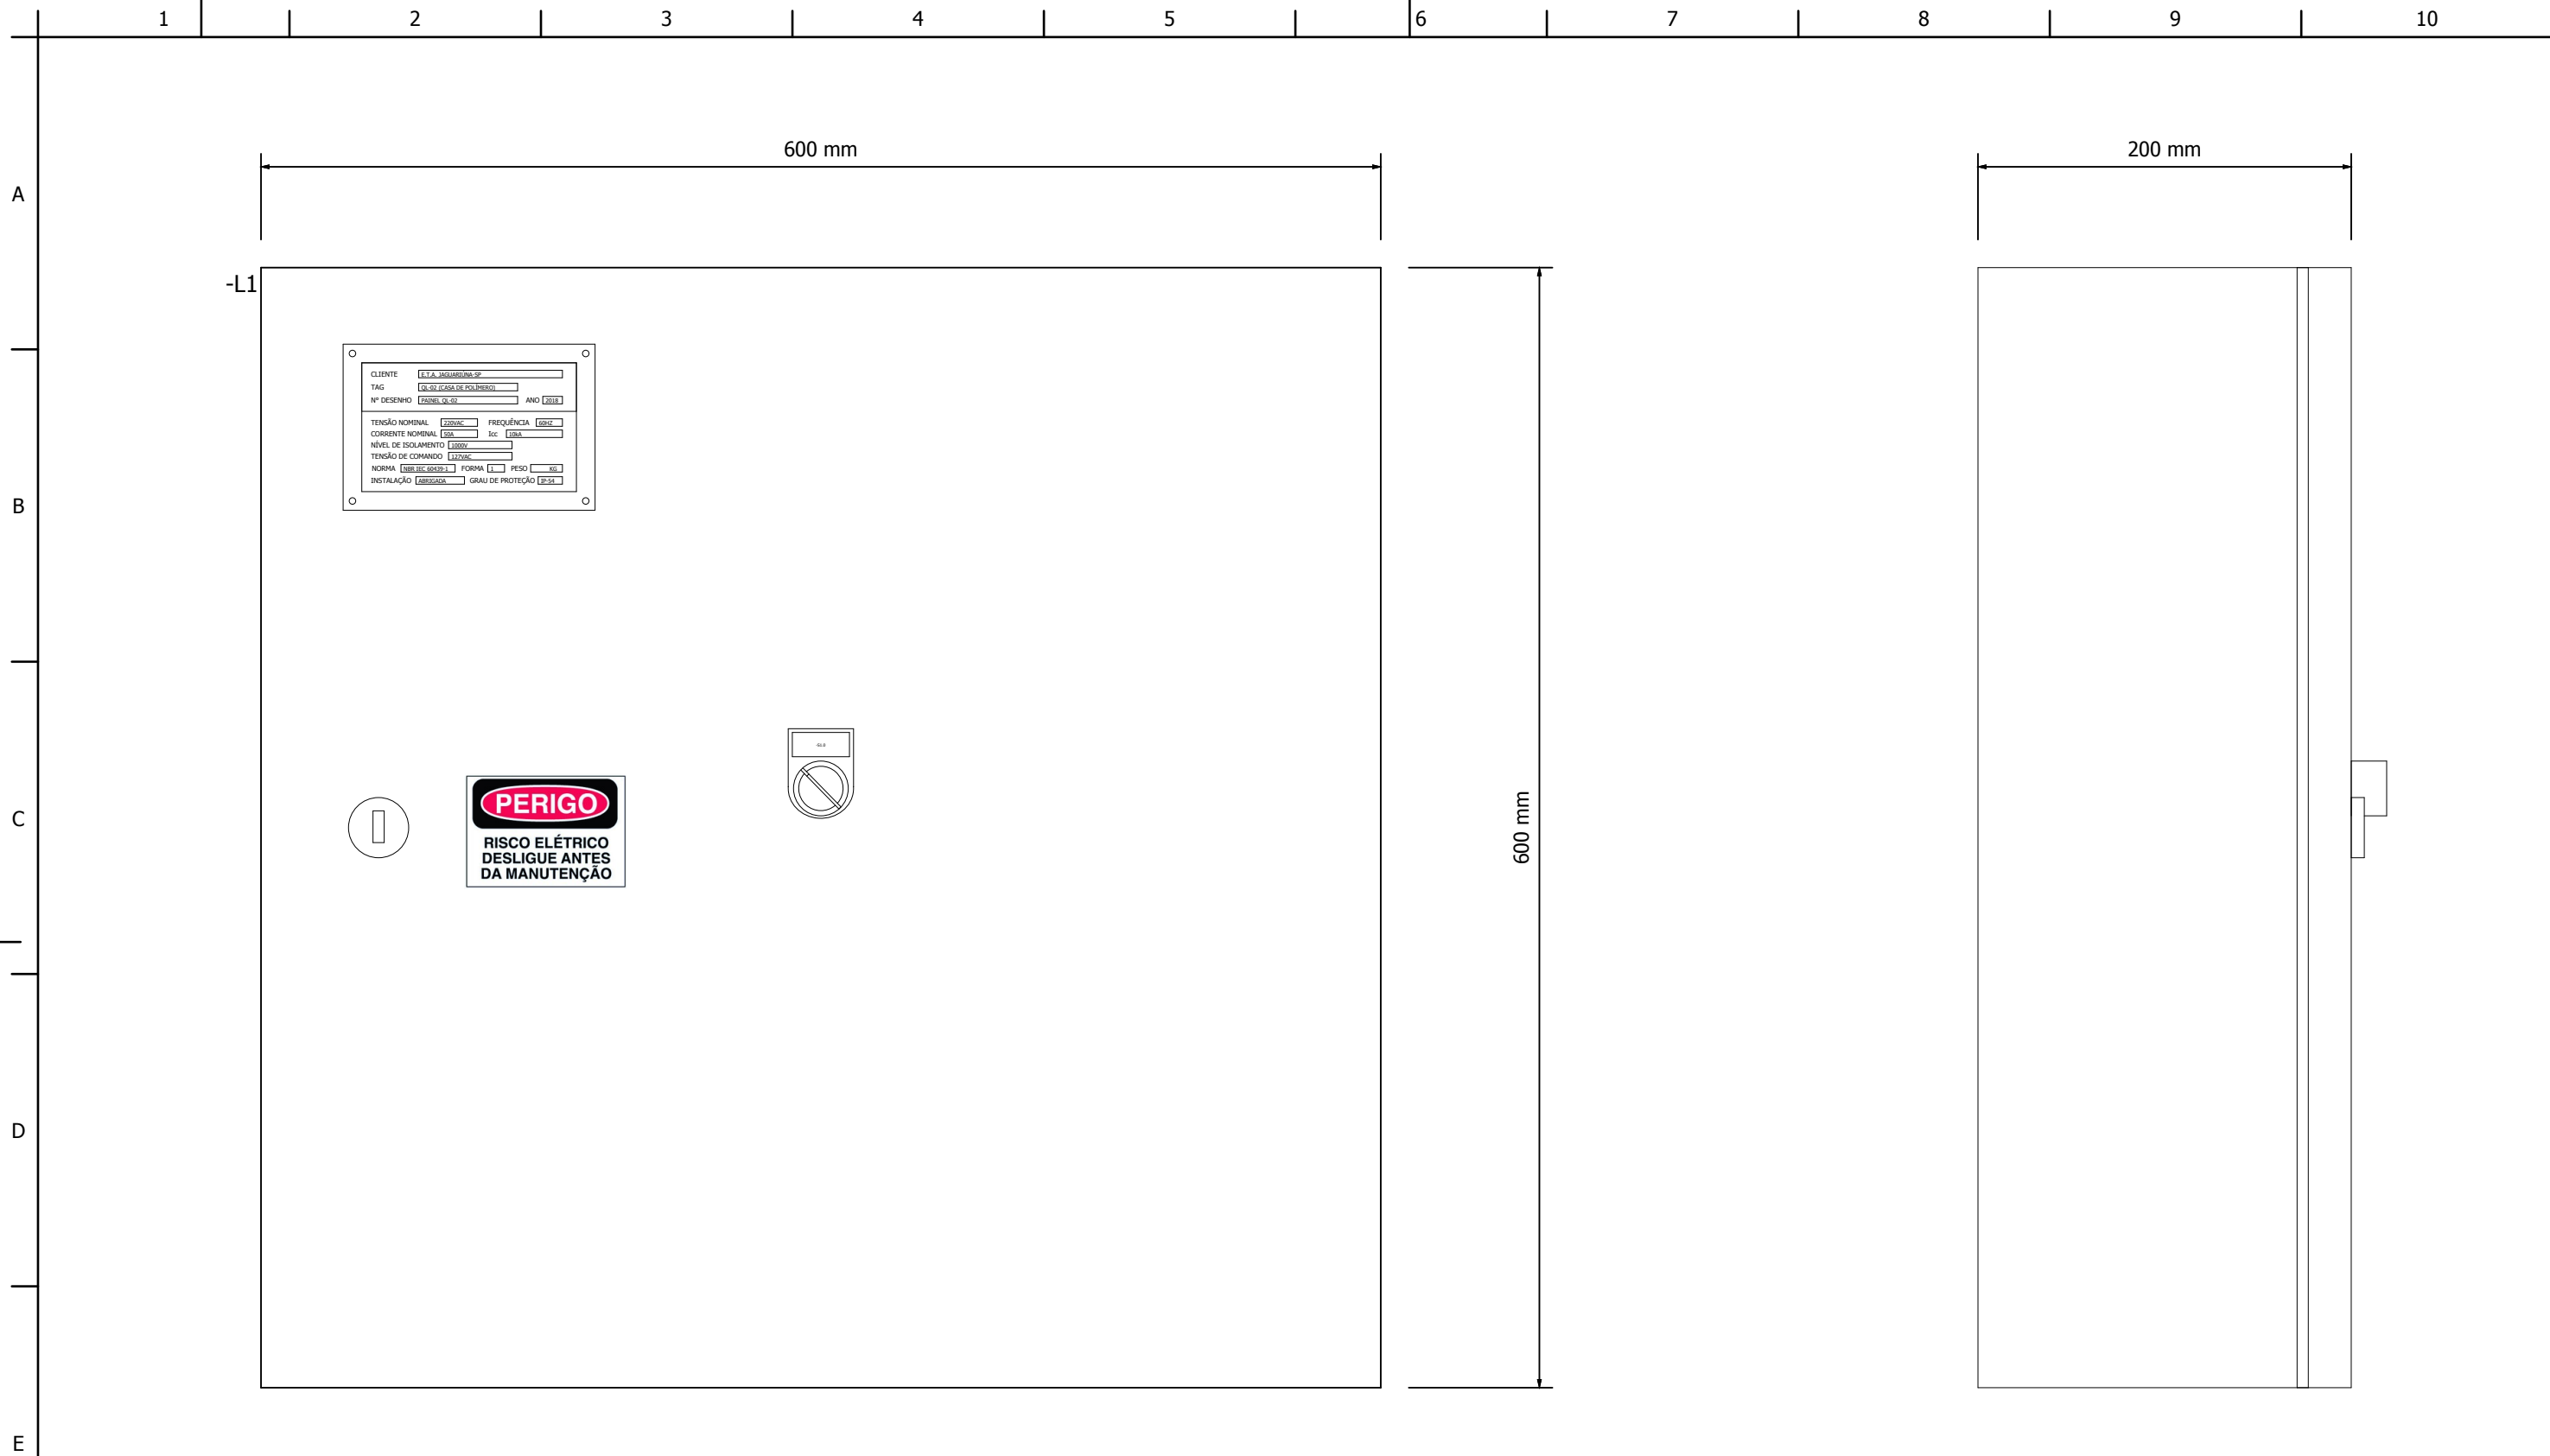 1 2 3 4 5 6 7 8 9 10
A
B
C
D
E
600 mm
200 mm
-L1
CLIENTE E.T.A. JAGUARIÚNA-SP
TAG QL-02 (CASA DE POLÍMERO)
N° DESENHO PAINEL QL-02 ANO 2018
TENSÃO NOMINAL 220VAC FREQUÊNCIA 60HZ
CORRENTE NOMINAL 50A Icc 10kA
NÍVEL DE ISOLAMENTO 1000V
TENSÃO DE COMANDO 127VAC
NORMA NBR IEC 60439-1 FORMA 1 PESO KG
INSTALAÇÃO ABRIGADA GRAU DE PROTEÇÃO IP-54
PERIGO
RISCO ELÉTRICO
DESLIGUE ANTES
DA MANUTENÇÃO
600 mm